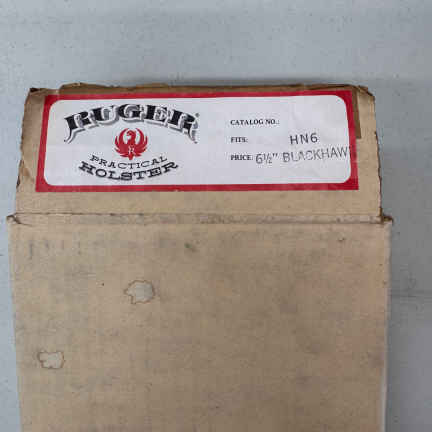 RUGER
R
PRACTICAL
HOLSTER
CATALOG NO.:
FITS: HN6
PRICE: 6½" BLACKHAW